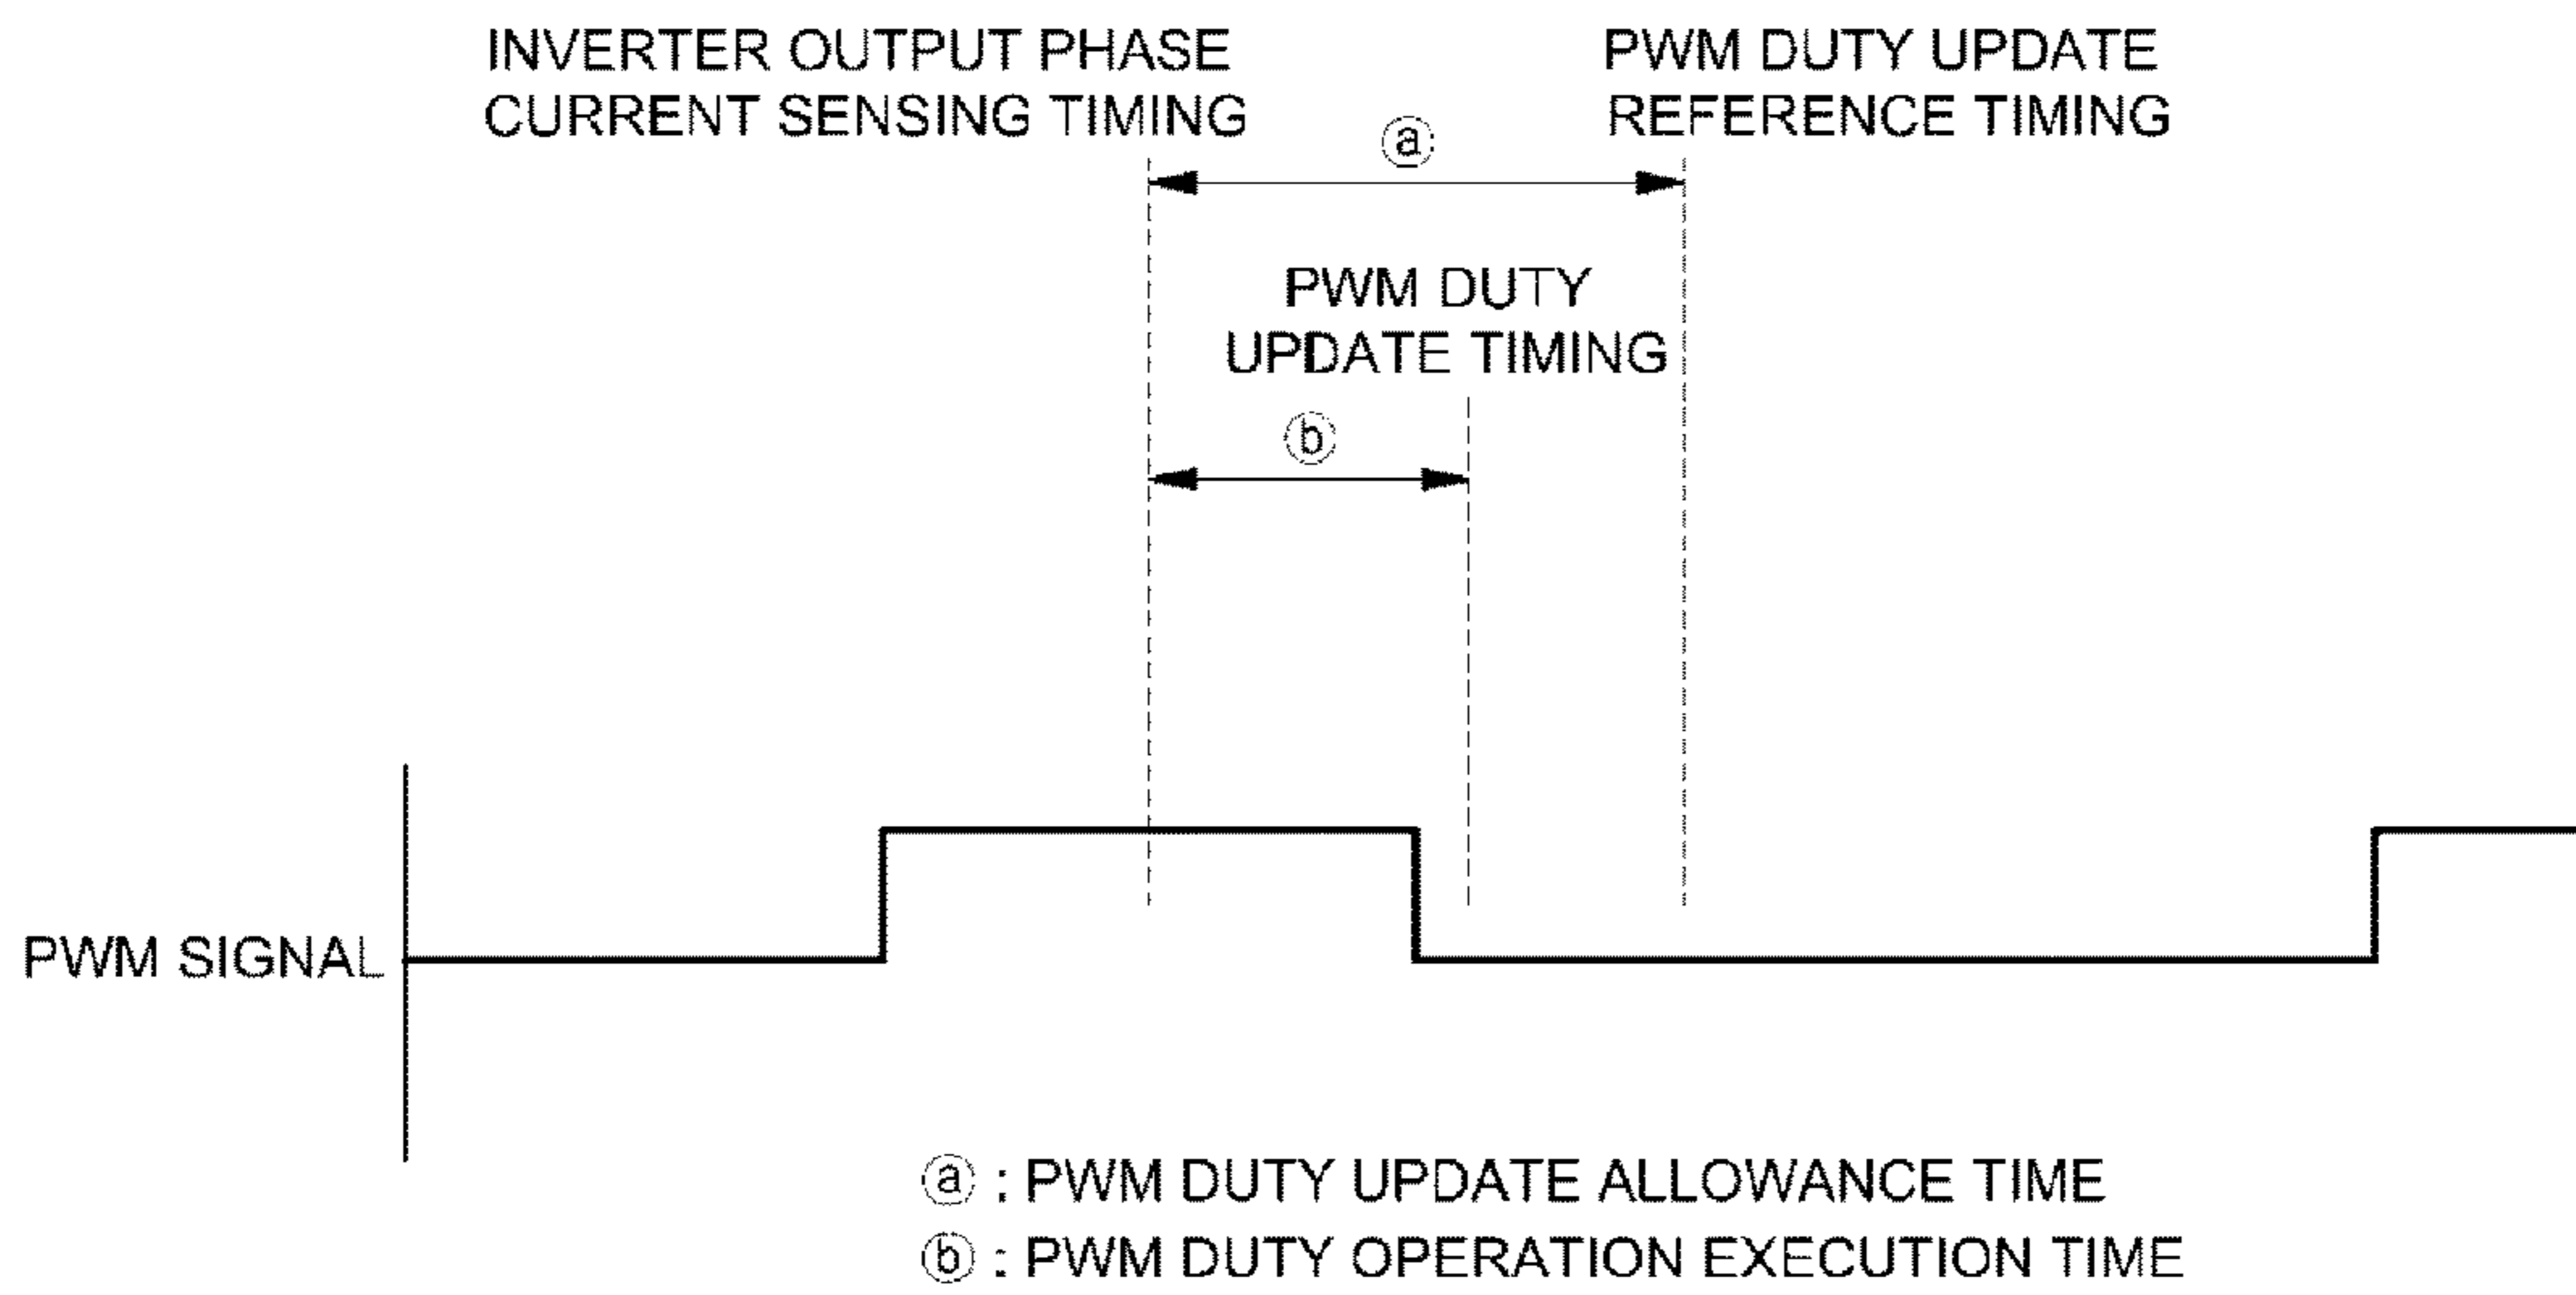 INVERTER OUTPUT PHASE
CURRENT SENSING TIMING
PWM DUTY UPDATE
REFERENCE TIMING
ⓐ
PWM DUTY
UPDATE TIMING
ⓑ
PWM SIGNAL
ⓐ : PWM DUTY UPDATE ALLOWANCE TIME
ⓑ : PWM DUTY OPERATION EXECUTION TIME